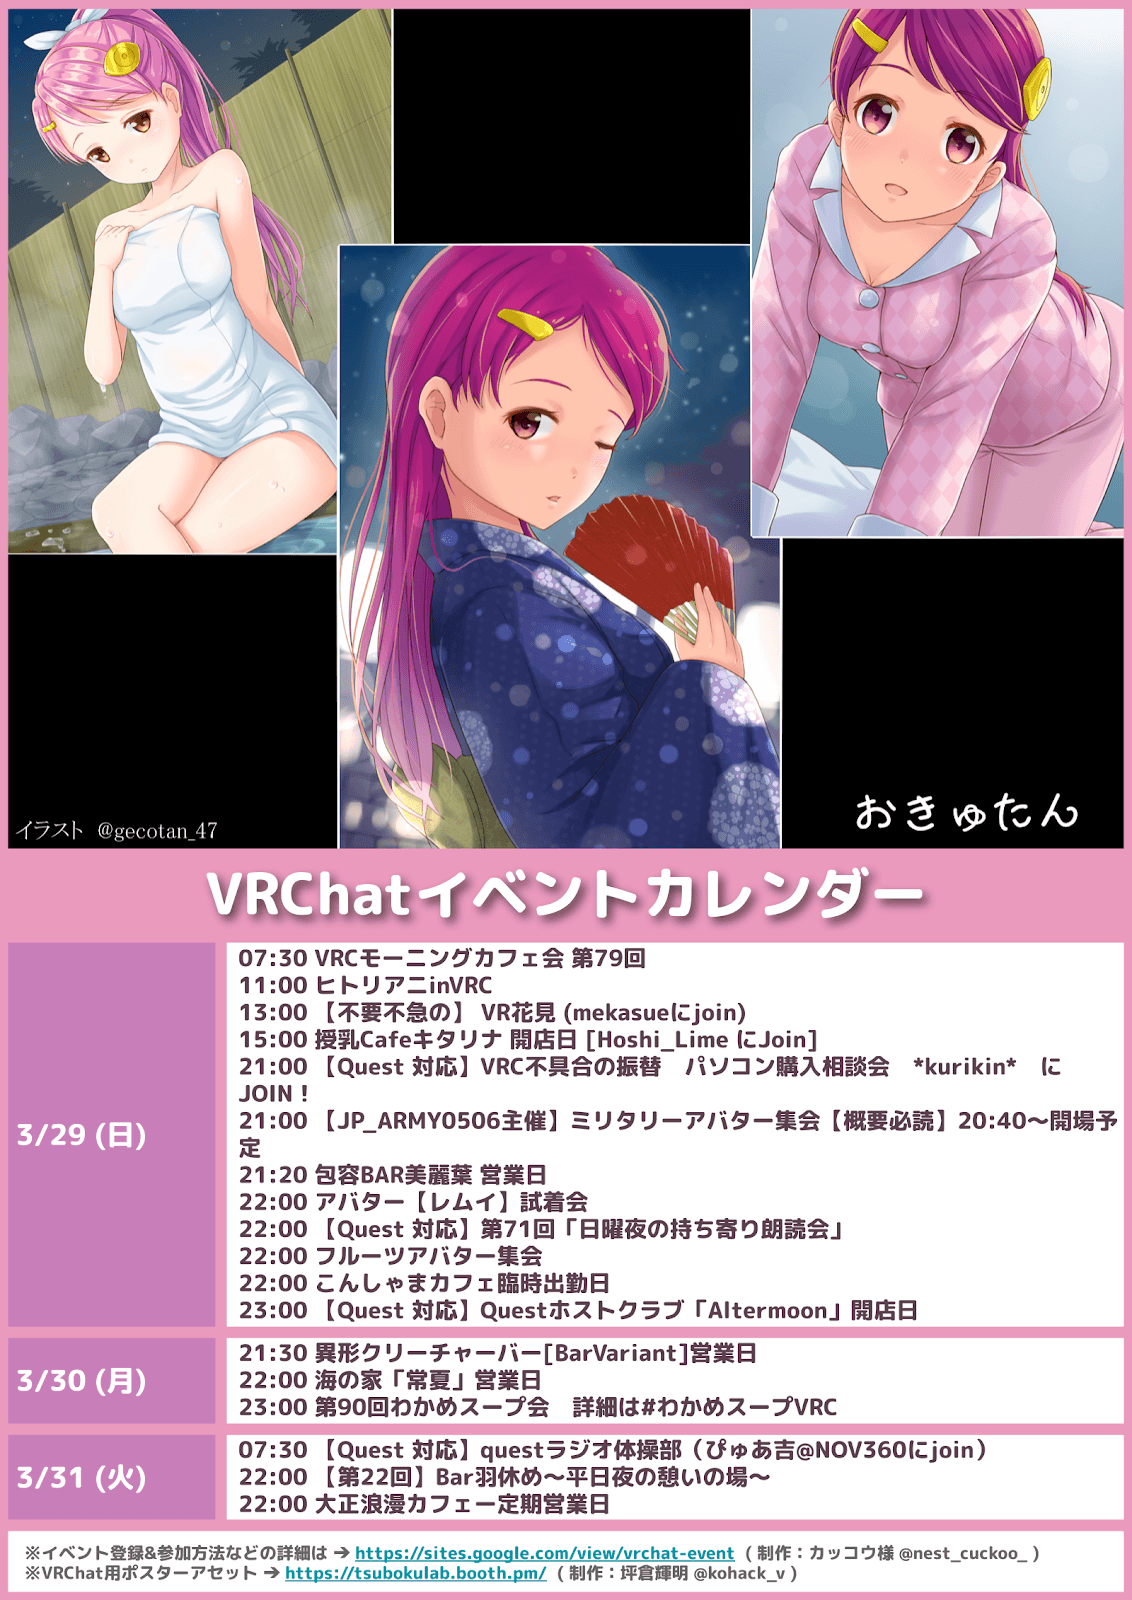 イラスト @gecotan_47
おきゅたん
VRChatイベントカレンダー
3/29 (日)
07:30 VRCモーニングカフェ会 第79回
11:00 ヒトリアニinVRC
13:00 【不要不急の】 VR花見 (mekasueにjoin)
15:00 授乳Cafeキタリナ 開店日 [Hoshi_Lime にJoin]
21:00 【Quest 対応】VRC不具合の振替　パソコン購入相談会　*kurikin*　に
JOIN！
21:00 【JP_ARMY0506主催】ミリタリーアバター集会【概要必読】20:40～開場予
定
21:20 包容BAR美麗葉 営業日
22:00 アバター【レムイ】試着会
22:00 【Quest 対応】第71回「日曜夜の持ち寄り朗読会」
22:00 フルーツアバター集会
22:00 こんしゃまカフェ臨時出勤日
23:00 【Quest 対応】Questホストクラブ「Altermoon」開店日
3/30 (月)
21:30 異形クリーチャーバー[BarVariant]営業日
22:00 海の家「常夏」営業日
23:00 第90回わかめスープ会　詳細は#わかめスープVRC
3/31 (火)
07:30 【Quest 対応】questラジオ体操部（ぴゅあ吉@NOV360にjoin）
22:00 【第22回】Bar羽休め～平日夜の憩いの場～
22:00 大正浪漫カフェー定期営業日
※イベント登録&参加方法などの詳細は ➔ https://sites.google.com/view/vrchat-event ( 制作：カッコウ様 @nest_cuckoo_ )
※VRChat用ポスターアセット ➔ https://tsubokulab.booth.pm/ ( 制作：坪倉輝明 @kohack_v )